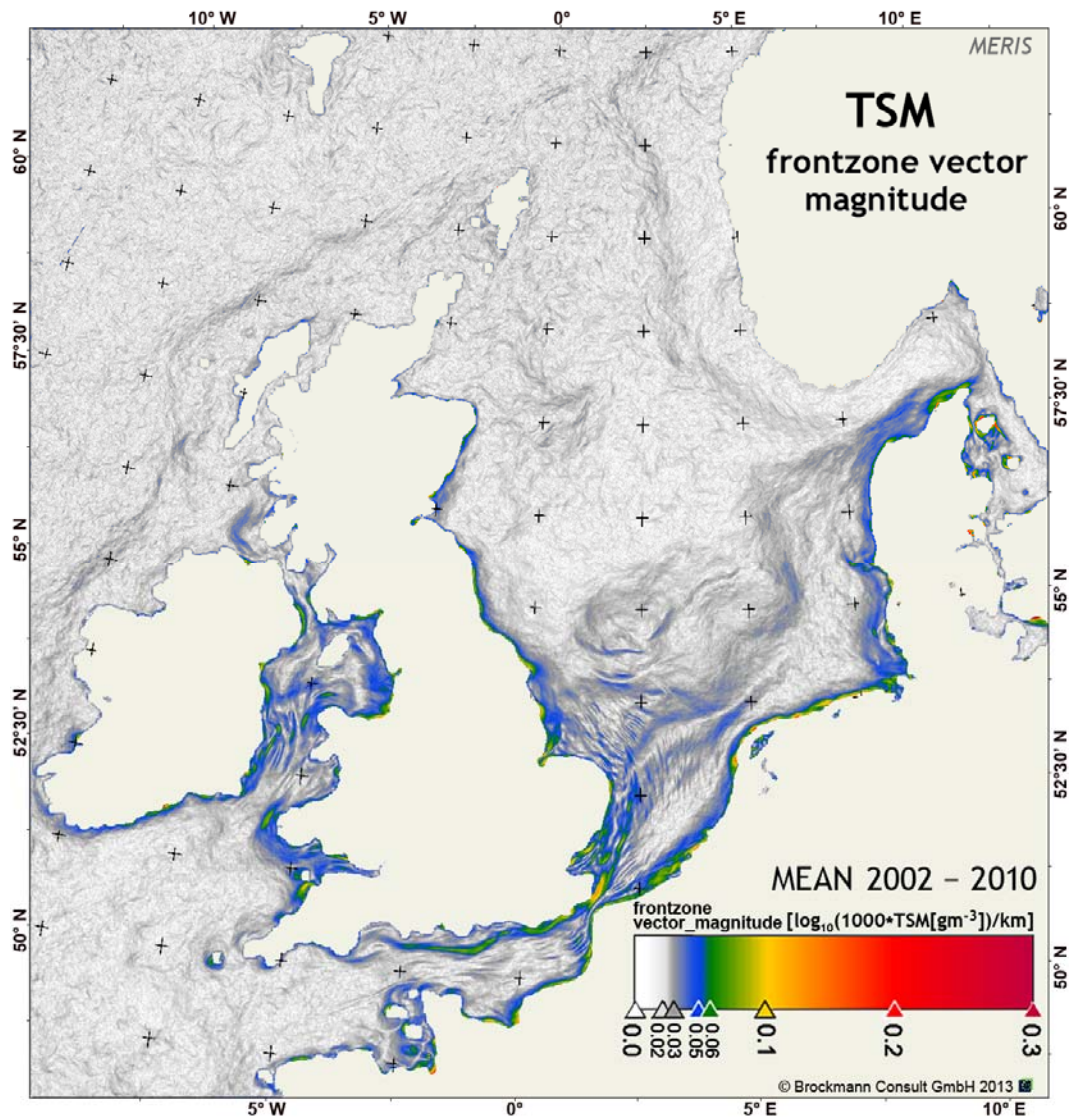 10° W 5° W 0° 5° E 10° E
MERIS
TSM
frontzone vector
magnitude
60° N
60° N
57°30' N
57°30' N
55° N
55° N
52°30' N
52°30' N
50° N
50° N
MEAN 2002 – 2010
frontzone
vector_magnitude [log₁₀(1000*TSM[gm⁻³])/km]
0.0 0.02 0.03 0.05 0.06 0.1 0.2 0.3
© Brockmann Consult GmbH 2013
5° W 0° 5° E 10° E